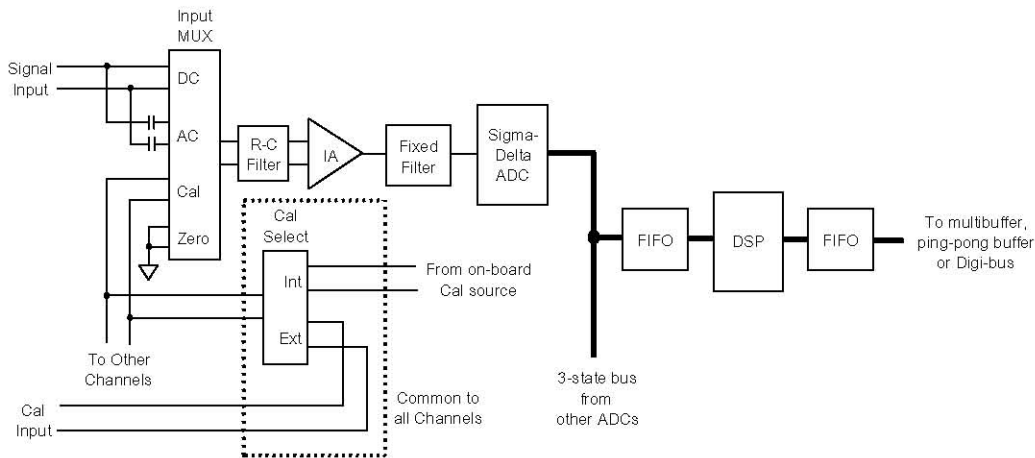 Input
MUX
Signal
Input
DC
AC
Cal
Zero
R-C
Filter
IA
Fixed
Filter
Sigma-
Delta
ADC
Cal
Select
Int
Ext
From on-board
Cal source
To Other
Channels
Cal
Input
Common to
all Channels
FIFO
DSP
FIFO
To multibuffer,
ping-pong buffer
or Digi-bus
3-state bus
from
other ADCs